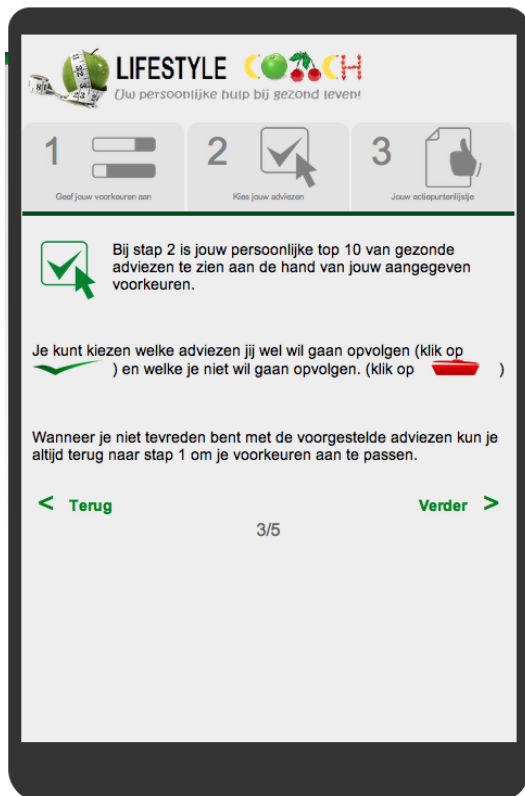 LIFESTYLE COACH
Uw persoonlijke hulp bij gezond leven!
1
2
3
Geef jouw voorkeuren aan
Kies jouw adviezen
Jouw actiepuntenlijstje
Bij stap 2 is jouw persoonlijke top 10 van gezonde
adviezen te zien aan de hand van jouw aangegeven
voorkeuren.
Je kunt kiezen welke adviezen jij wel wil gaan opvolgen (klik op
) en welke je niet wil gaan opvolgen. (klik op )
Wanneer je niet tevreden bent met de voorgestelde adviezen kun je
altijd terug naar stap 1 om je voorkeuren aan te passen.
< Terug
Verder >
3/5